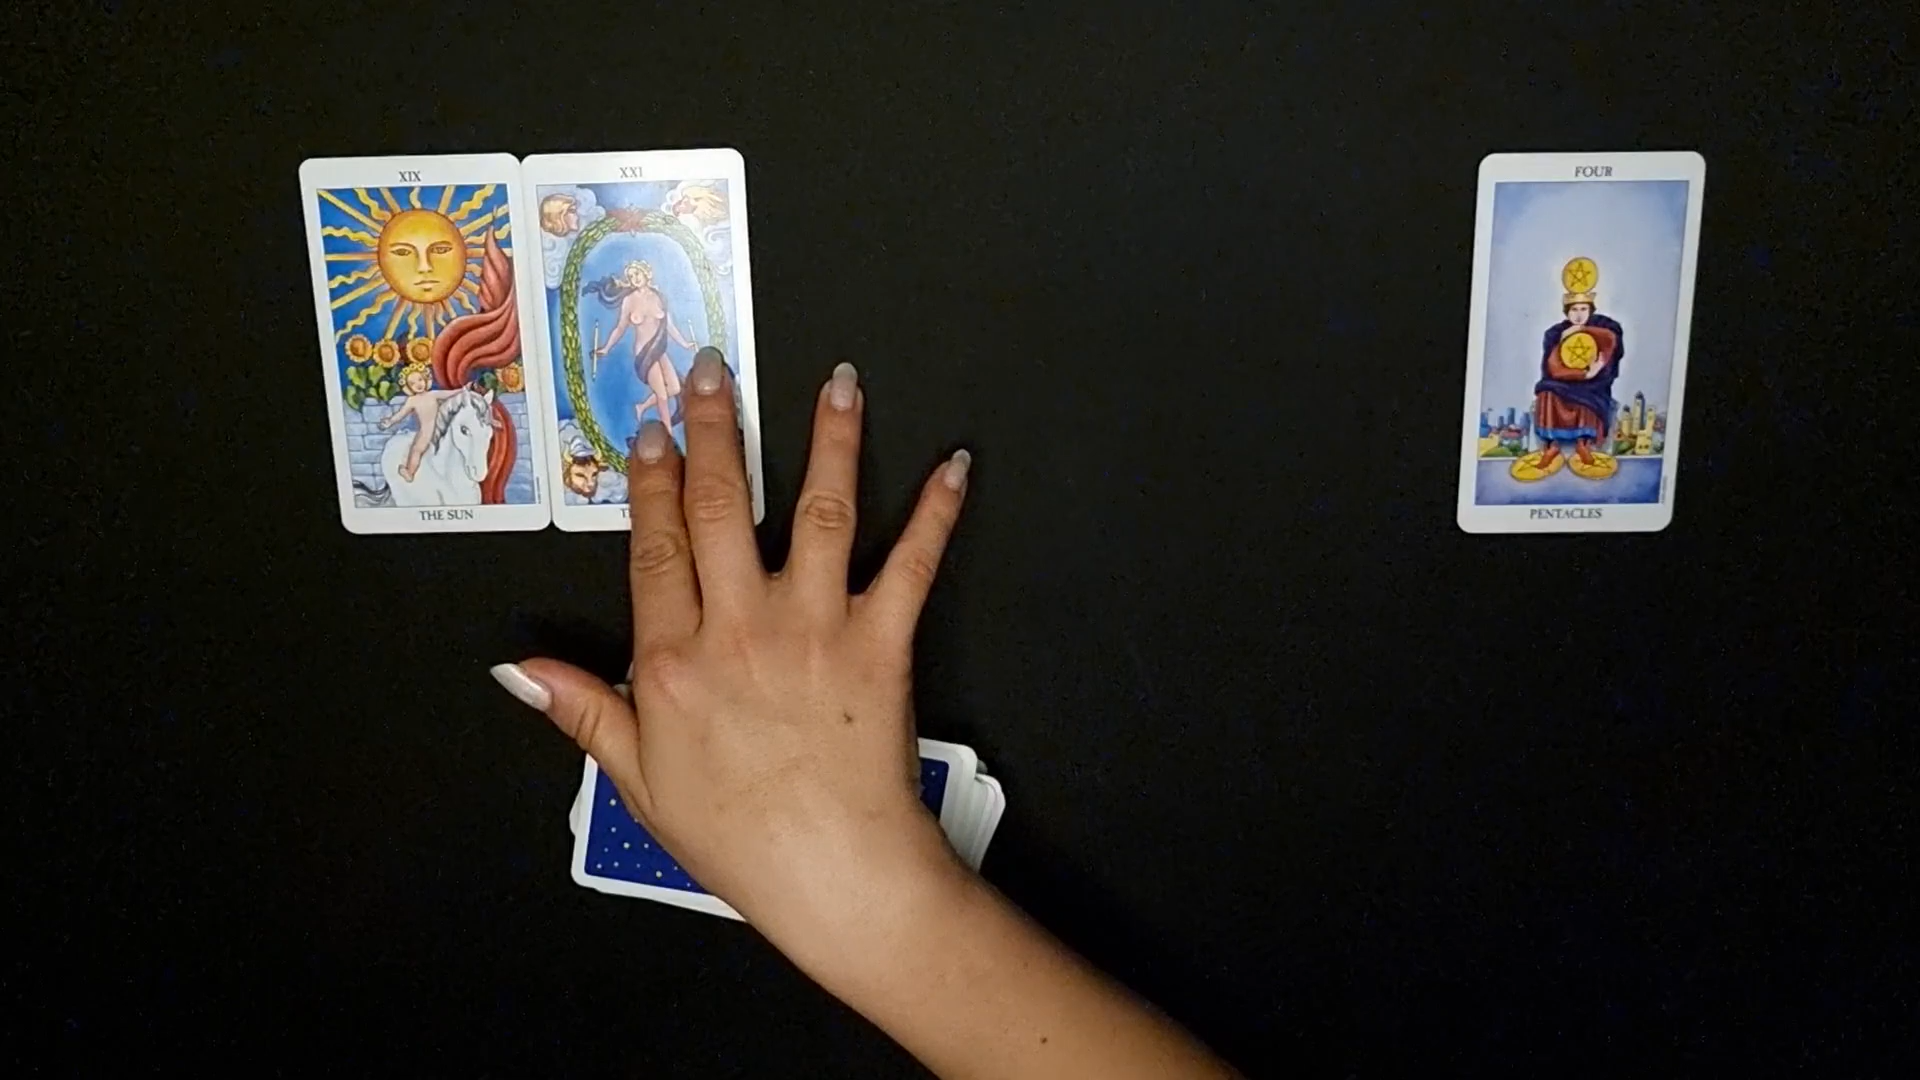 XIX
THE SUN
XXI
T
FOUR
PENTACLES